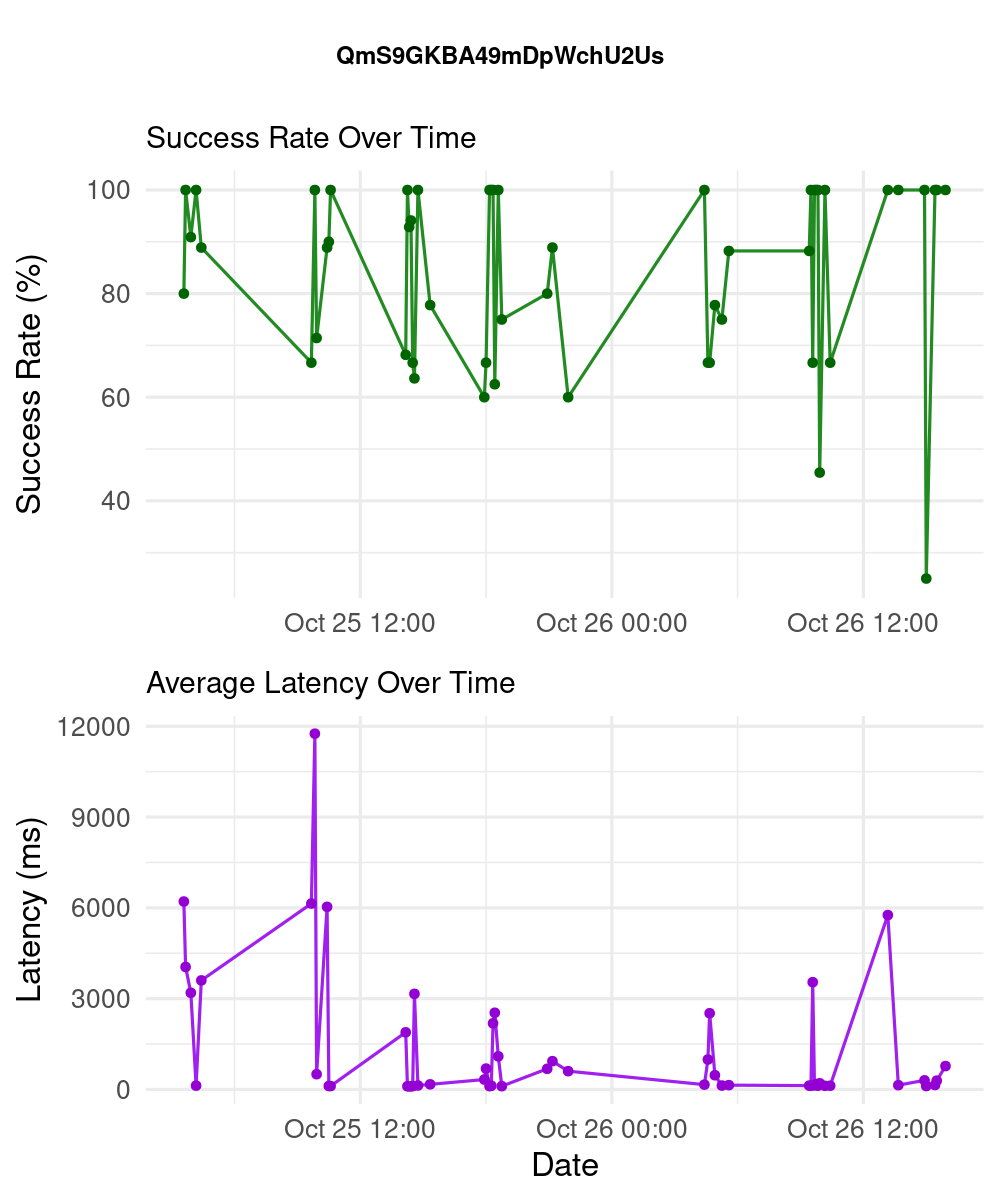 QmS9GKBA49mDpWchU2Us
Success Rate Over Time
Success Rate (%)
100
80
60
40
Oct 25 12:00 Oct 26 00:00 Oct 26 12:00
Average Latency Over Time
Latency (ms)
12000
9000
6000
3000
0
Oct 25 12:00 Oct 26 00:00 Oct 26 12:00
Date